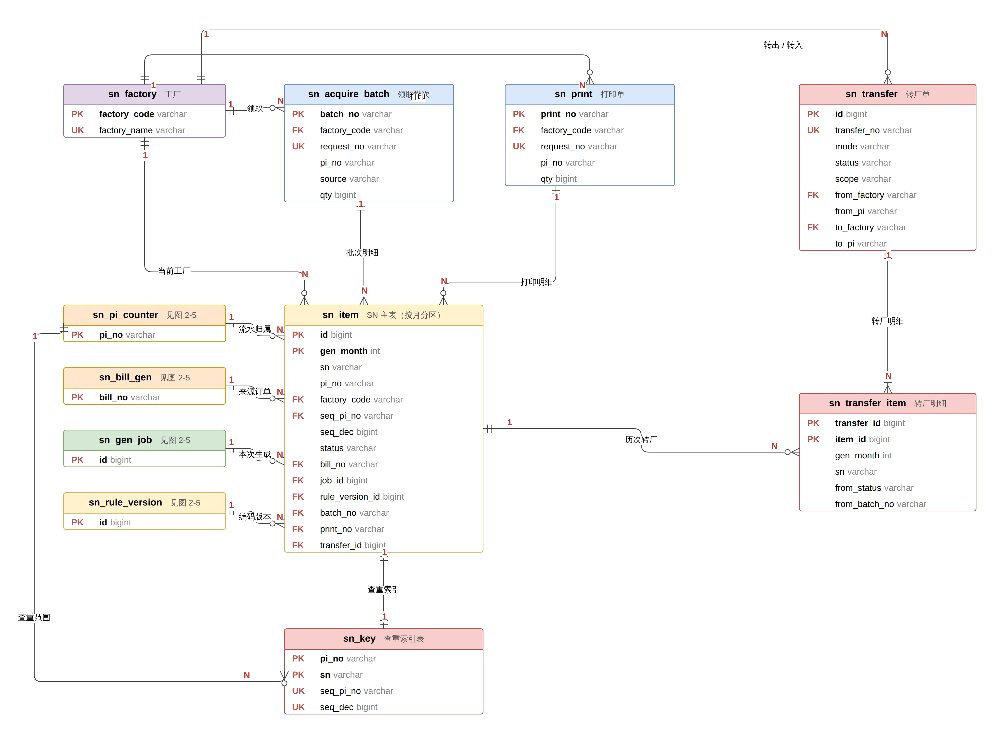 1
N
转出 / 转入
1
N
sn_factory 工厂
PK factory_code varchar
UK factory_name varchar
1
领取
N
sn_acquire_batch 领取批次
打印
PK batch_no varchar
FK factory_code varchar
UK request_no varchar
pi_no varchar
source varchar
qty bigint
sn_print 打印单
PK print_no varchar
FK factory_code varchar
UK request_no varchar
pi_no varchar
qty bigint
sn_transfer 转厂单
PK id bigint
UK transfer_no varchar
mode varchar
status varchar
scope varchar
FK from_factory varchar
from_pi varchar
FK to_factory varchar
to_pi varchar
1
当前工厂
N
1
批次明细
N
1
打印明细
N
1
转厂明细
N
sn_pi_counter 见图 2-5
PK pi_no varchar
1
流水归属
N
sn_bill_gen 见图 2-5
PK bill_no varchar
1
来源订单
N
sn_gen_job 见图 2-5
PK id bigint
1
本次生成
N
sn_rule_version 见图 2-5
PK id bigint
1
编码版本
N
sn_item SN 主表（按月分区）
PK id bigint
PK gen_month int
sn varchar
pi_no varchar
FK factory_code varchar
FK seq_pi_no varchar
seq_dec bigint
status varchar
FK bill_no varchar
FK job_id bigint
FK rule_version_id bigint
FK batch_no varchar
FK print_no varchar
FK transfer_id bigint
1
历次转厂
N
sn_transfer_item 转厂明细
PK transfer_id bigint
PK item_id bigint
gen_month int
sn varchar
from_status varchar
from_batch_no varchar
1
查重索引
1
1
查重范围
N
sn_key 查重索引表
PK pi_no varchar
PK sn varchar
UK seq_pi_no varchar
UK seq_dec bigint